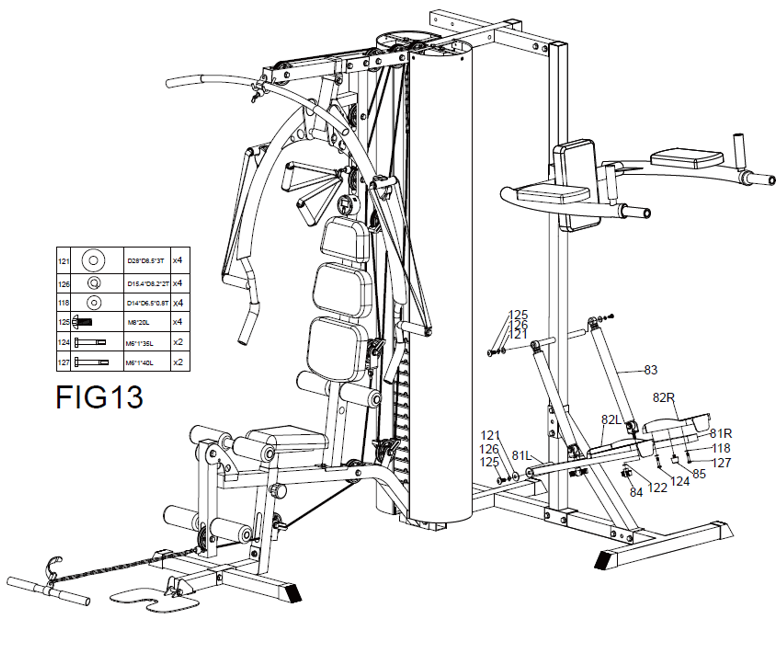 121 D28*D8.5*3T x4
126 D15.4*D8.2*2T x4
118 D14*D6.5*0.8T x4
125 M8*20L x4
124 M6*1*35L x2
127 M6*1*40L x2
FIG13
125
126
121
83
82R
82L
81R
121
126
125
81L
118
127
85
124
122
84